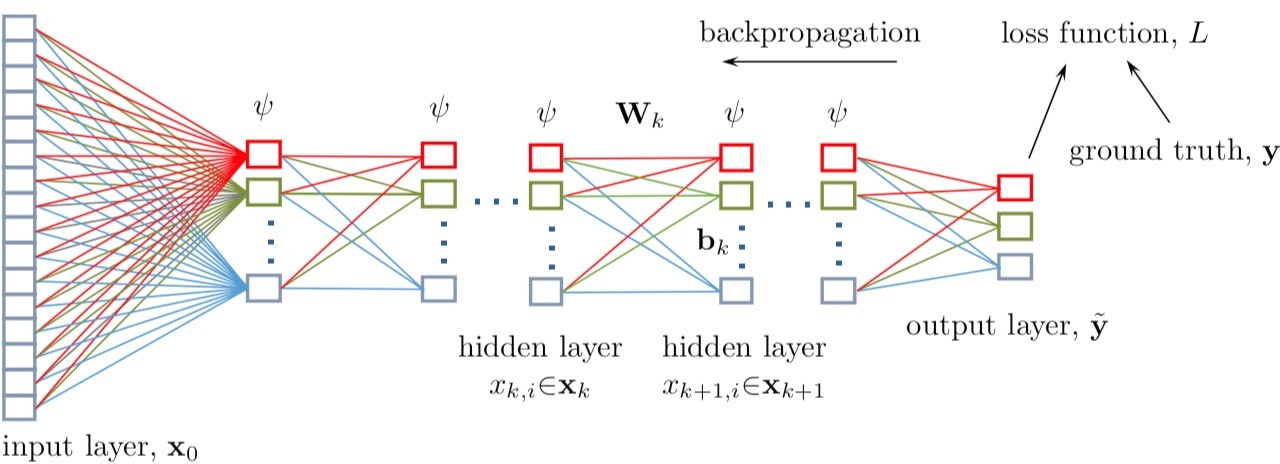 backpropagation
loss function, L
ψ ψ ψ W_k ψ ψ
ground truth, y
b_k
output layer, ỹ
hidden layer
x_{k,i}∈x_k
hidden layer
x_{k+1,i}∈x_{k+1}
input layer, x_0